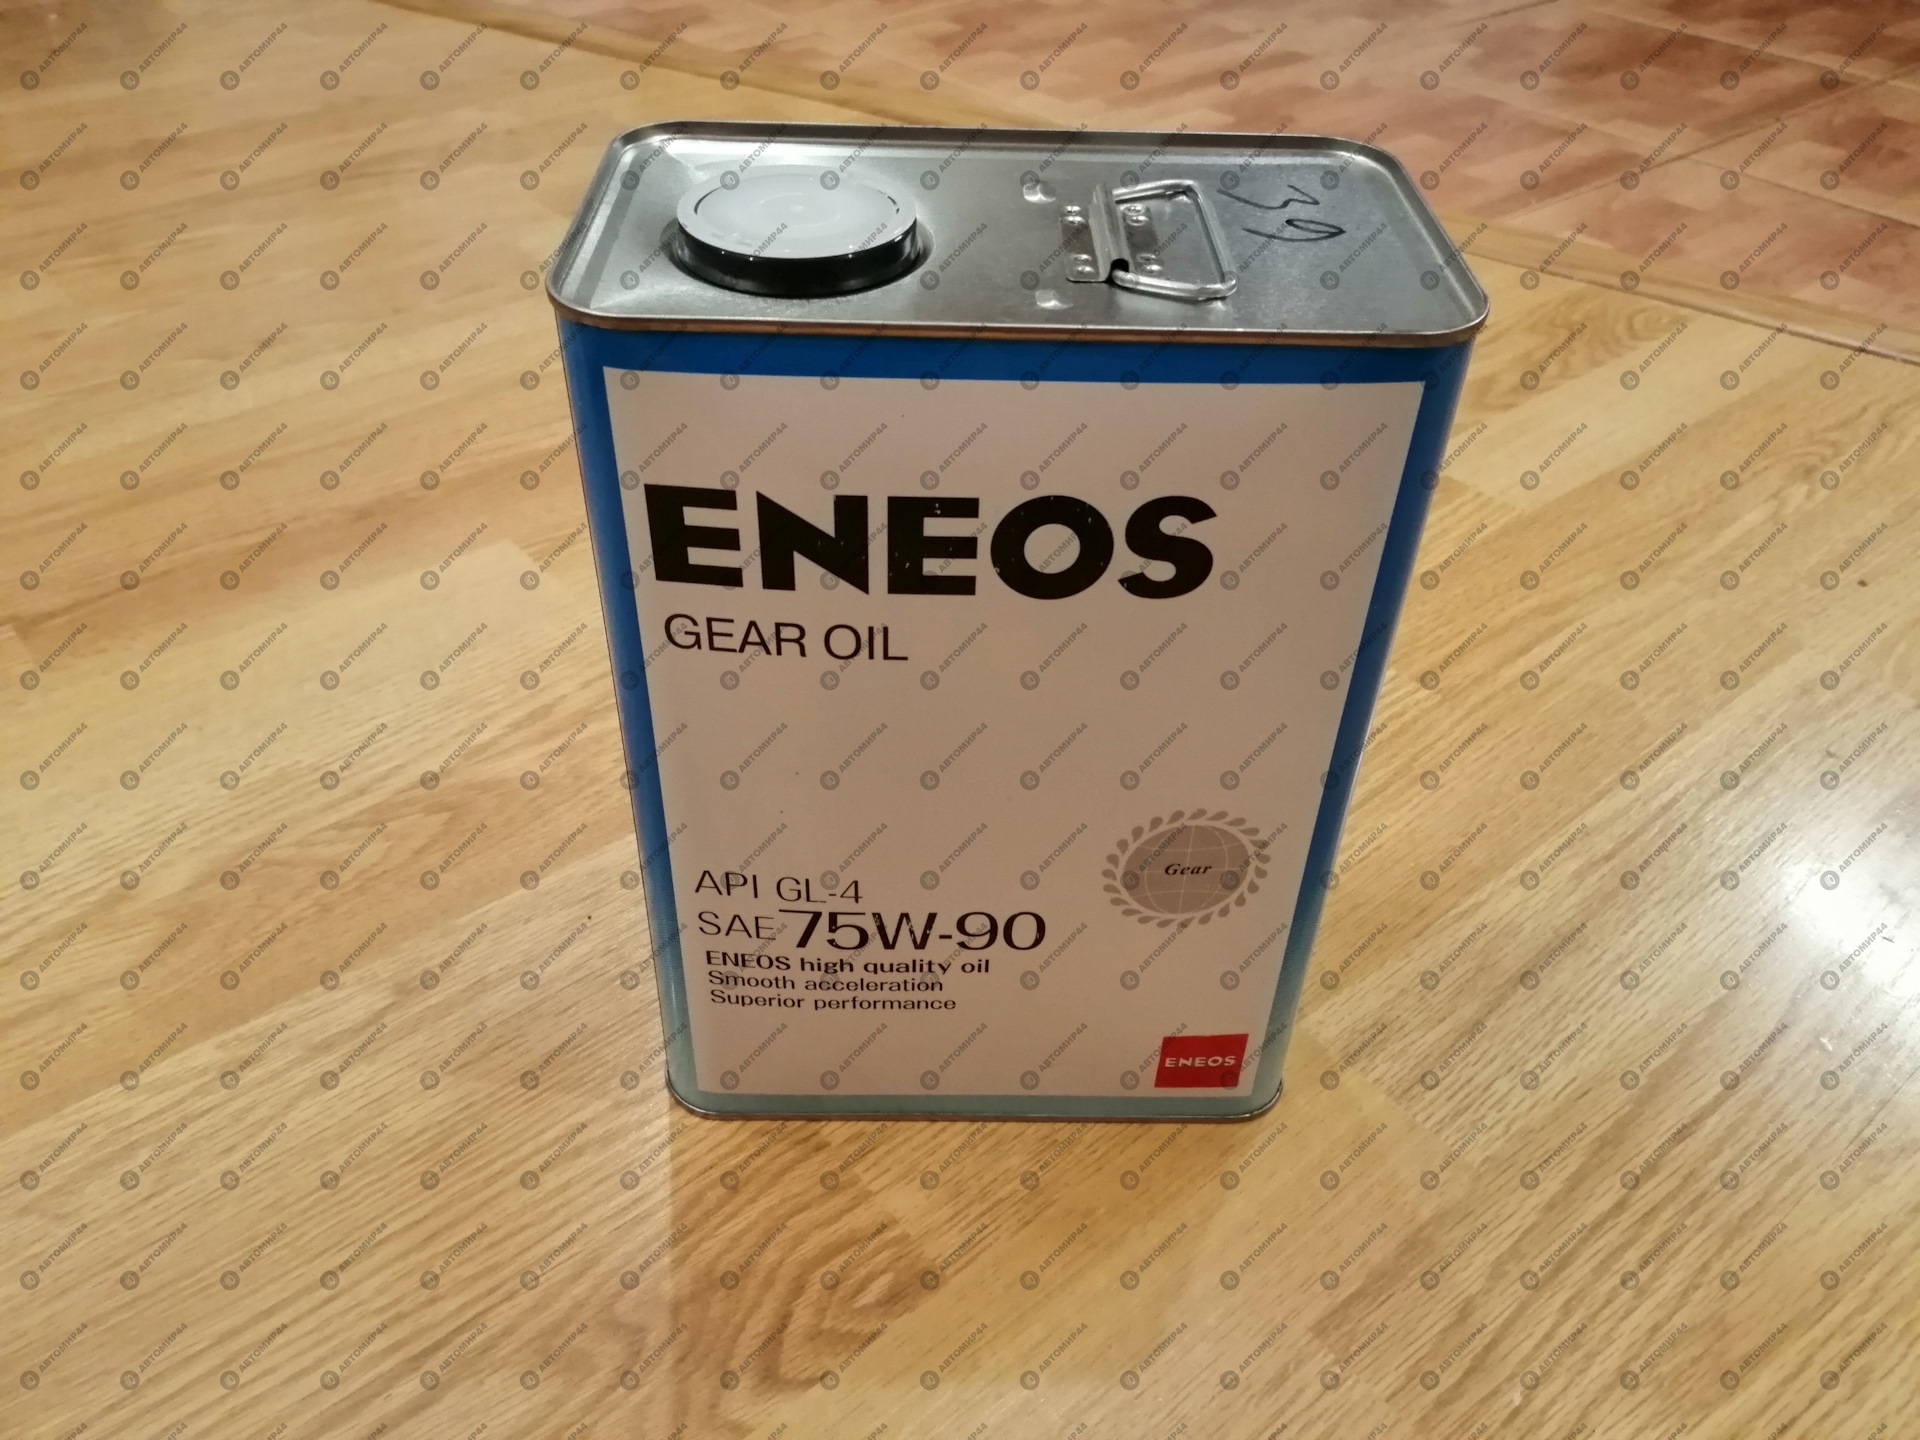 39
ENEOS
GEAR OIL
Gear
API GL-4
SAE 75W-90
ENEOS high quality oil
Smooth acceleration
Superior performance
ENEOS
АВТОМИР44